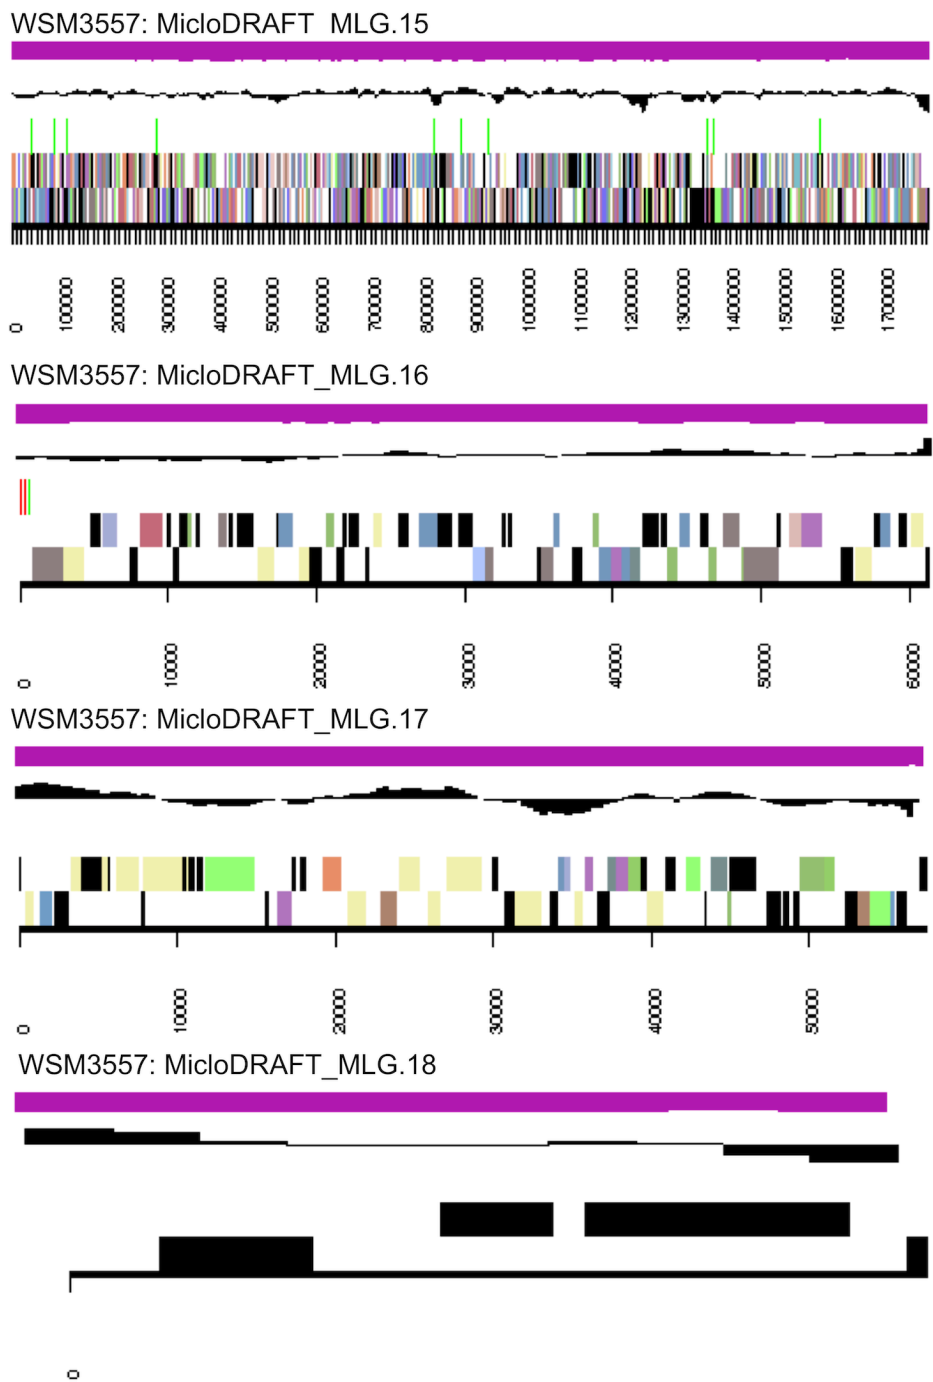 WSM3557: MicloDRAFT MLG.15
0 100000 200000 300000 400000 500000 600000 700000 800000 900000 1000000 1100000 1200000 1300000 1400000 1500000 1600000 1700000
WSM3557: MicloDRAFT_MLG.16
0 10000 20000 30000 40000 50000 60000
WSM3557: MicloDRAFT_MLG.17
0 10000 20000 30000 40000 50000
WSM3557: MicloDRAFT_MLG.18
0